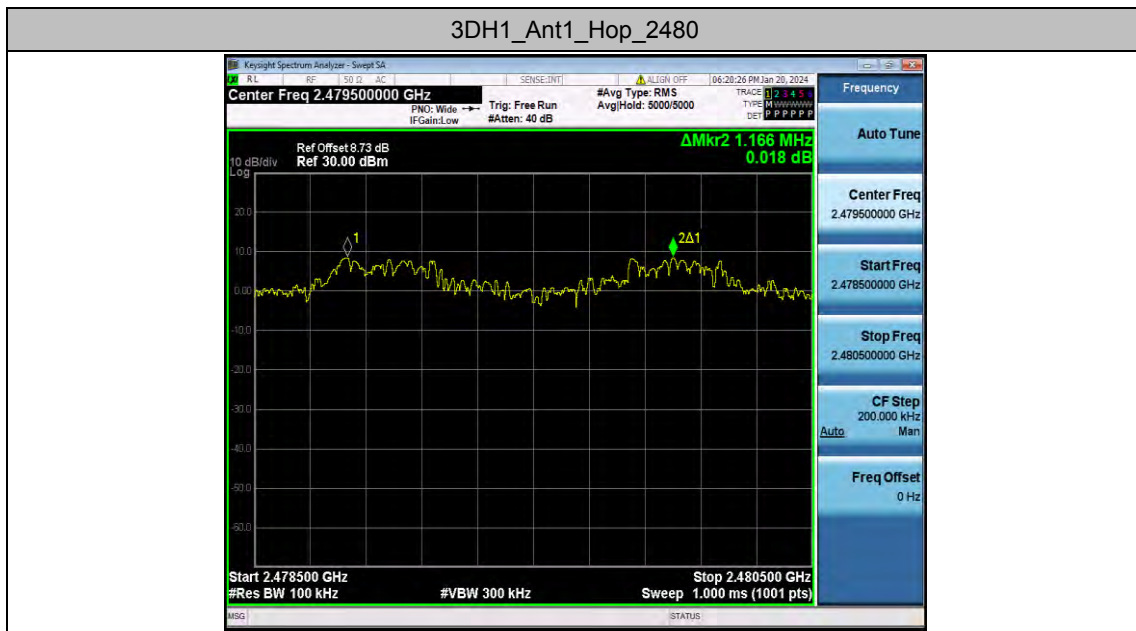 3DH1_Ant1_Hop_2480
Keysight Spectrum Analyzer - Swept SA
RL RF 50 Ω AC SENSE:INT ALIGN OFF 06:20:26 PM Jan 20, 2024
Center Freq 2.479500000 GHz
PNO: Wide
IFGain:Low
Trig: Free Run
#Atten: 40 dB
#Avg Type: RMS
Avg|Hold: 5000/5000
TRACE 1 2 3 4 5 6
TYPE M WWWWW
DET P P P P P P
Frequency
Auto Tune
Center Freq
2.479500000 GHz
Start Freq
2.478500000 GHz
Stop Freq
2.480500000 GHz
CF Step
200.000 kHz
Auto Man
Freq Offset
0 Hz
ΔMkr2 1.166 MHz
0.018 dB
Ref Offset 8.73 dB
10 dB/div Ref 30.00 dBm
Log
20.0
10.0
0.00
-10.0
-20.0
-30.0
-40.0
-50.0
-60.0
1
2Δ1
Start 2.478500 GHz Stop 2.480500 GHz
#Res BW 100 kHz #VBW 300 kHz Sweep 1.000 ms (1001 pts)
MSG STATUS